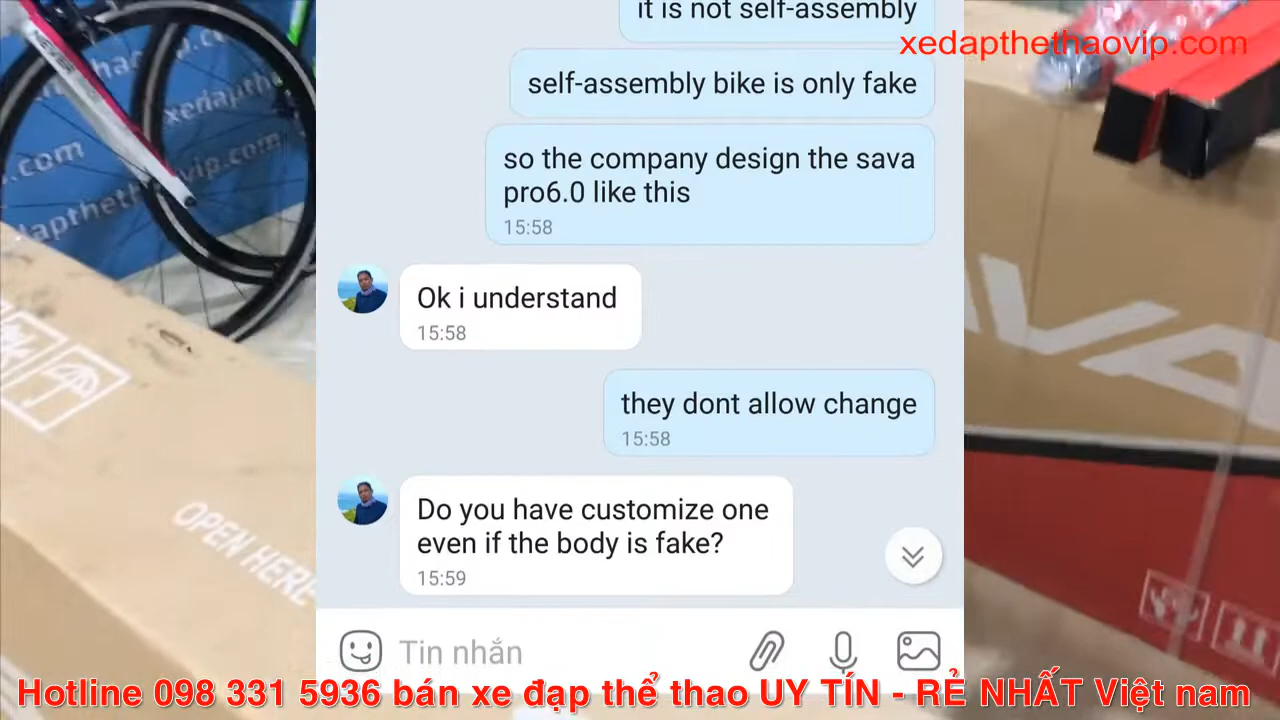 it is not self-assembly
xedapthethaovip.com
self-assembly bike is only fake
so the company design the sava
pro6.0 like this
15:58
Ok i understand
15:58
they dont allow change
15:58
Do you have customize one
even if the body is fake?
15:59
Tin nhắn
OPEN HERE
Hotline 098 331 5936 bán xe đạp thể thao UY TÍN - RẺ NHẤT Việt nam